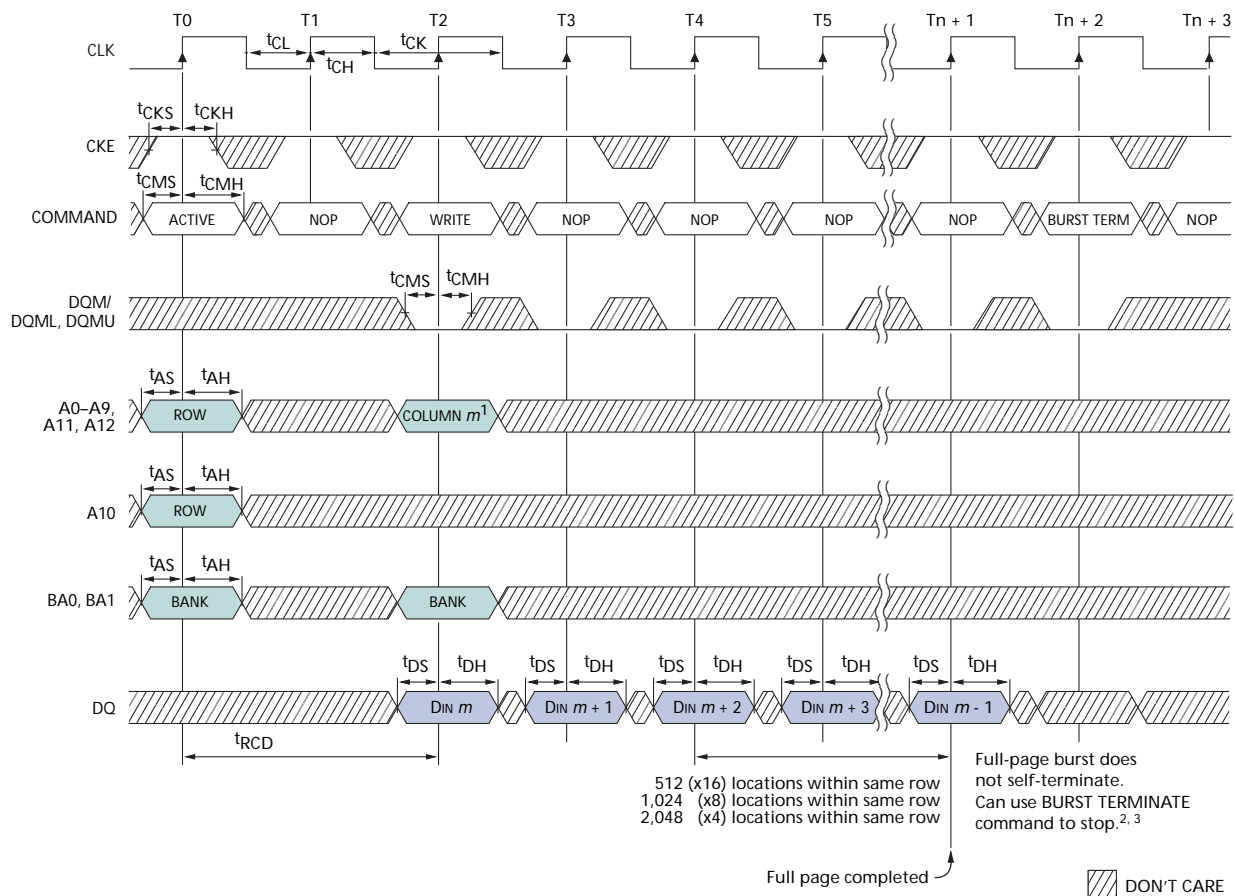 T0 T1 T2 T3 T4 T5 Tn + 1 Tn + 2 Tn + 3
CLK
tCL tCK
tCH
tCKS tCKH
CKE
tCMS tCMH
COMMAND ACTIVE NOP WRITE NOP NOP NOP NOP BURST TERM NOP
tCMS tCMH
DQM/
DQML, DQMU
tAS tAH
A0–A9,
A11, A12
ROW COLUMN m1
tAS tAH
A10 ROW
tAS tAH
BA0, BA1 BANK BANK
tDS tDH tDS tDH tDS tDH tDS tDH tDS tDH
DQ DIN m DIN m + 1 DIN m + 2 DIN m + 3 DIN m - 1
tRCD
512 (x16) locations within same row
1,024 (x8) locations within same row
2,048 (x4) locations within same row
Full-page burst does
not self-terminate.
Can use BURST TERMINATE
command to stop.2, 3
Full page completed
DON'T CARE